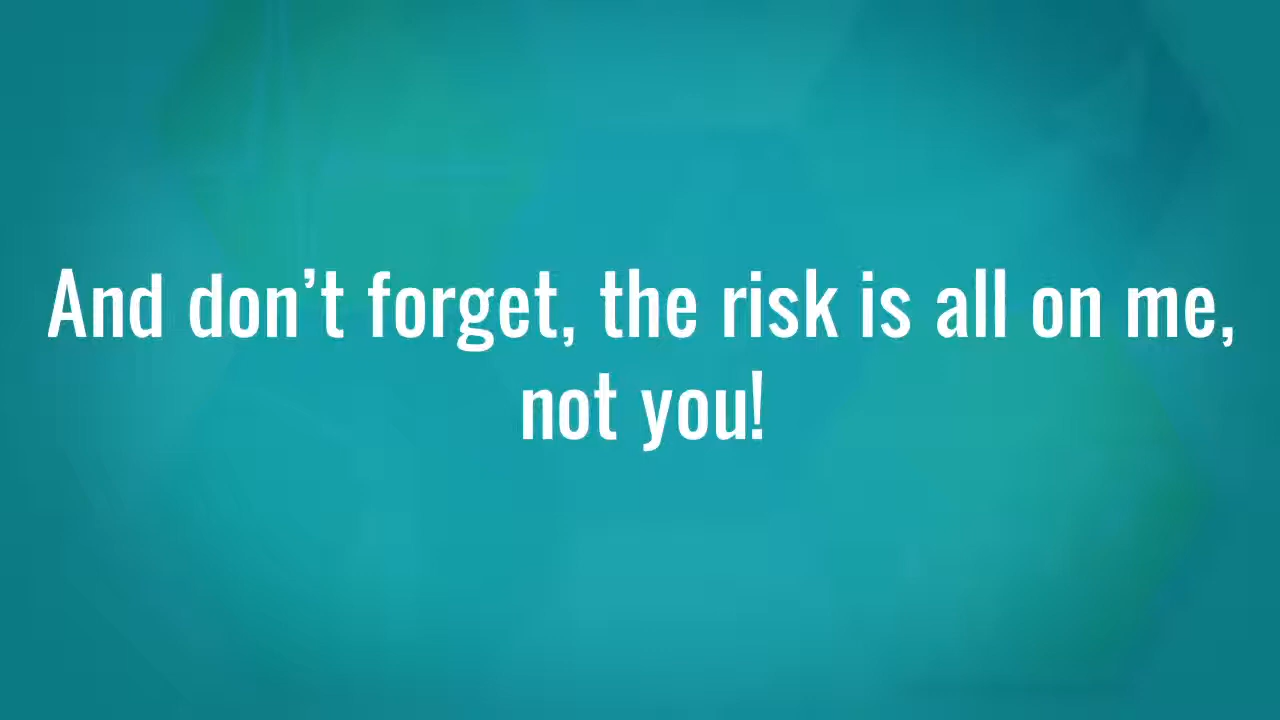 And don’t forget, the risk is all on me,
not you!